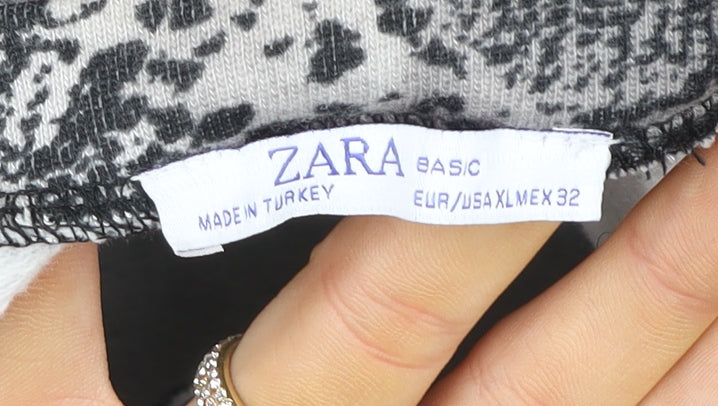 ZARA BASIC
MADE IN TURKEY EUR/USA XL MEX 32